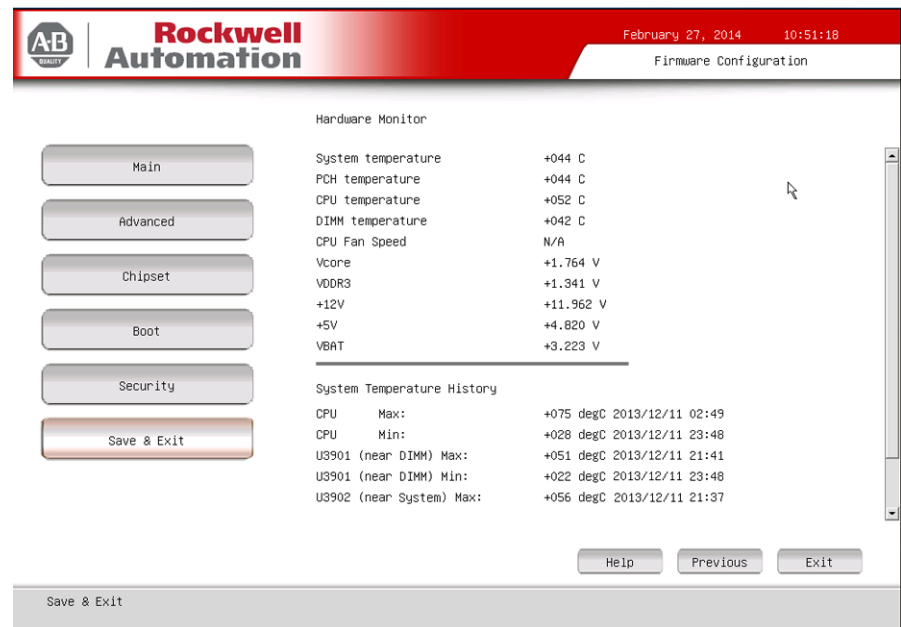 A·B
QUALITY
Rockwell
Automation
February 27, 2014 10:51:18
Firmware Configuration
Hardware Monitor
Main
Advanced
Chipset
Boot
Security
Save & Exit
System temperature +044 C
PCH temperature +044 C
CPU temperature +052 C
DIMM temperature +042 C
CPU Fan Speed N/A
Vcore +1.764 V
VDDR3 +1.341 V
+12V +11.962 V
+5V +4.820 V
VBAT +3.223 V
System Temperature History
CPU Max: +075 degC 2013/12/11 02:49
CPU Min: +028 degC 2013/12/11 23:48
U3901 (near DIMM) Max: +051 degC 2013/12/11 21:41
U3901 (near DIMM) Min: +022 degC 2013/12/11 23:48
U3902 (near System) Max: +056 degC 2013/12/11 21:37
Help Previous Exit
Save & Exit